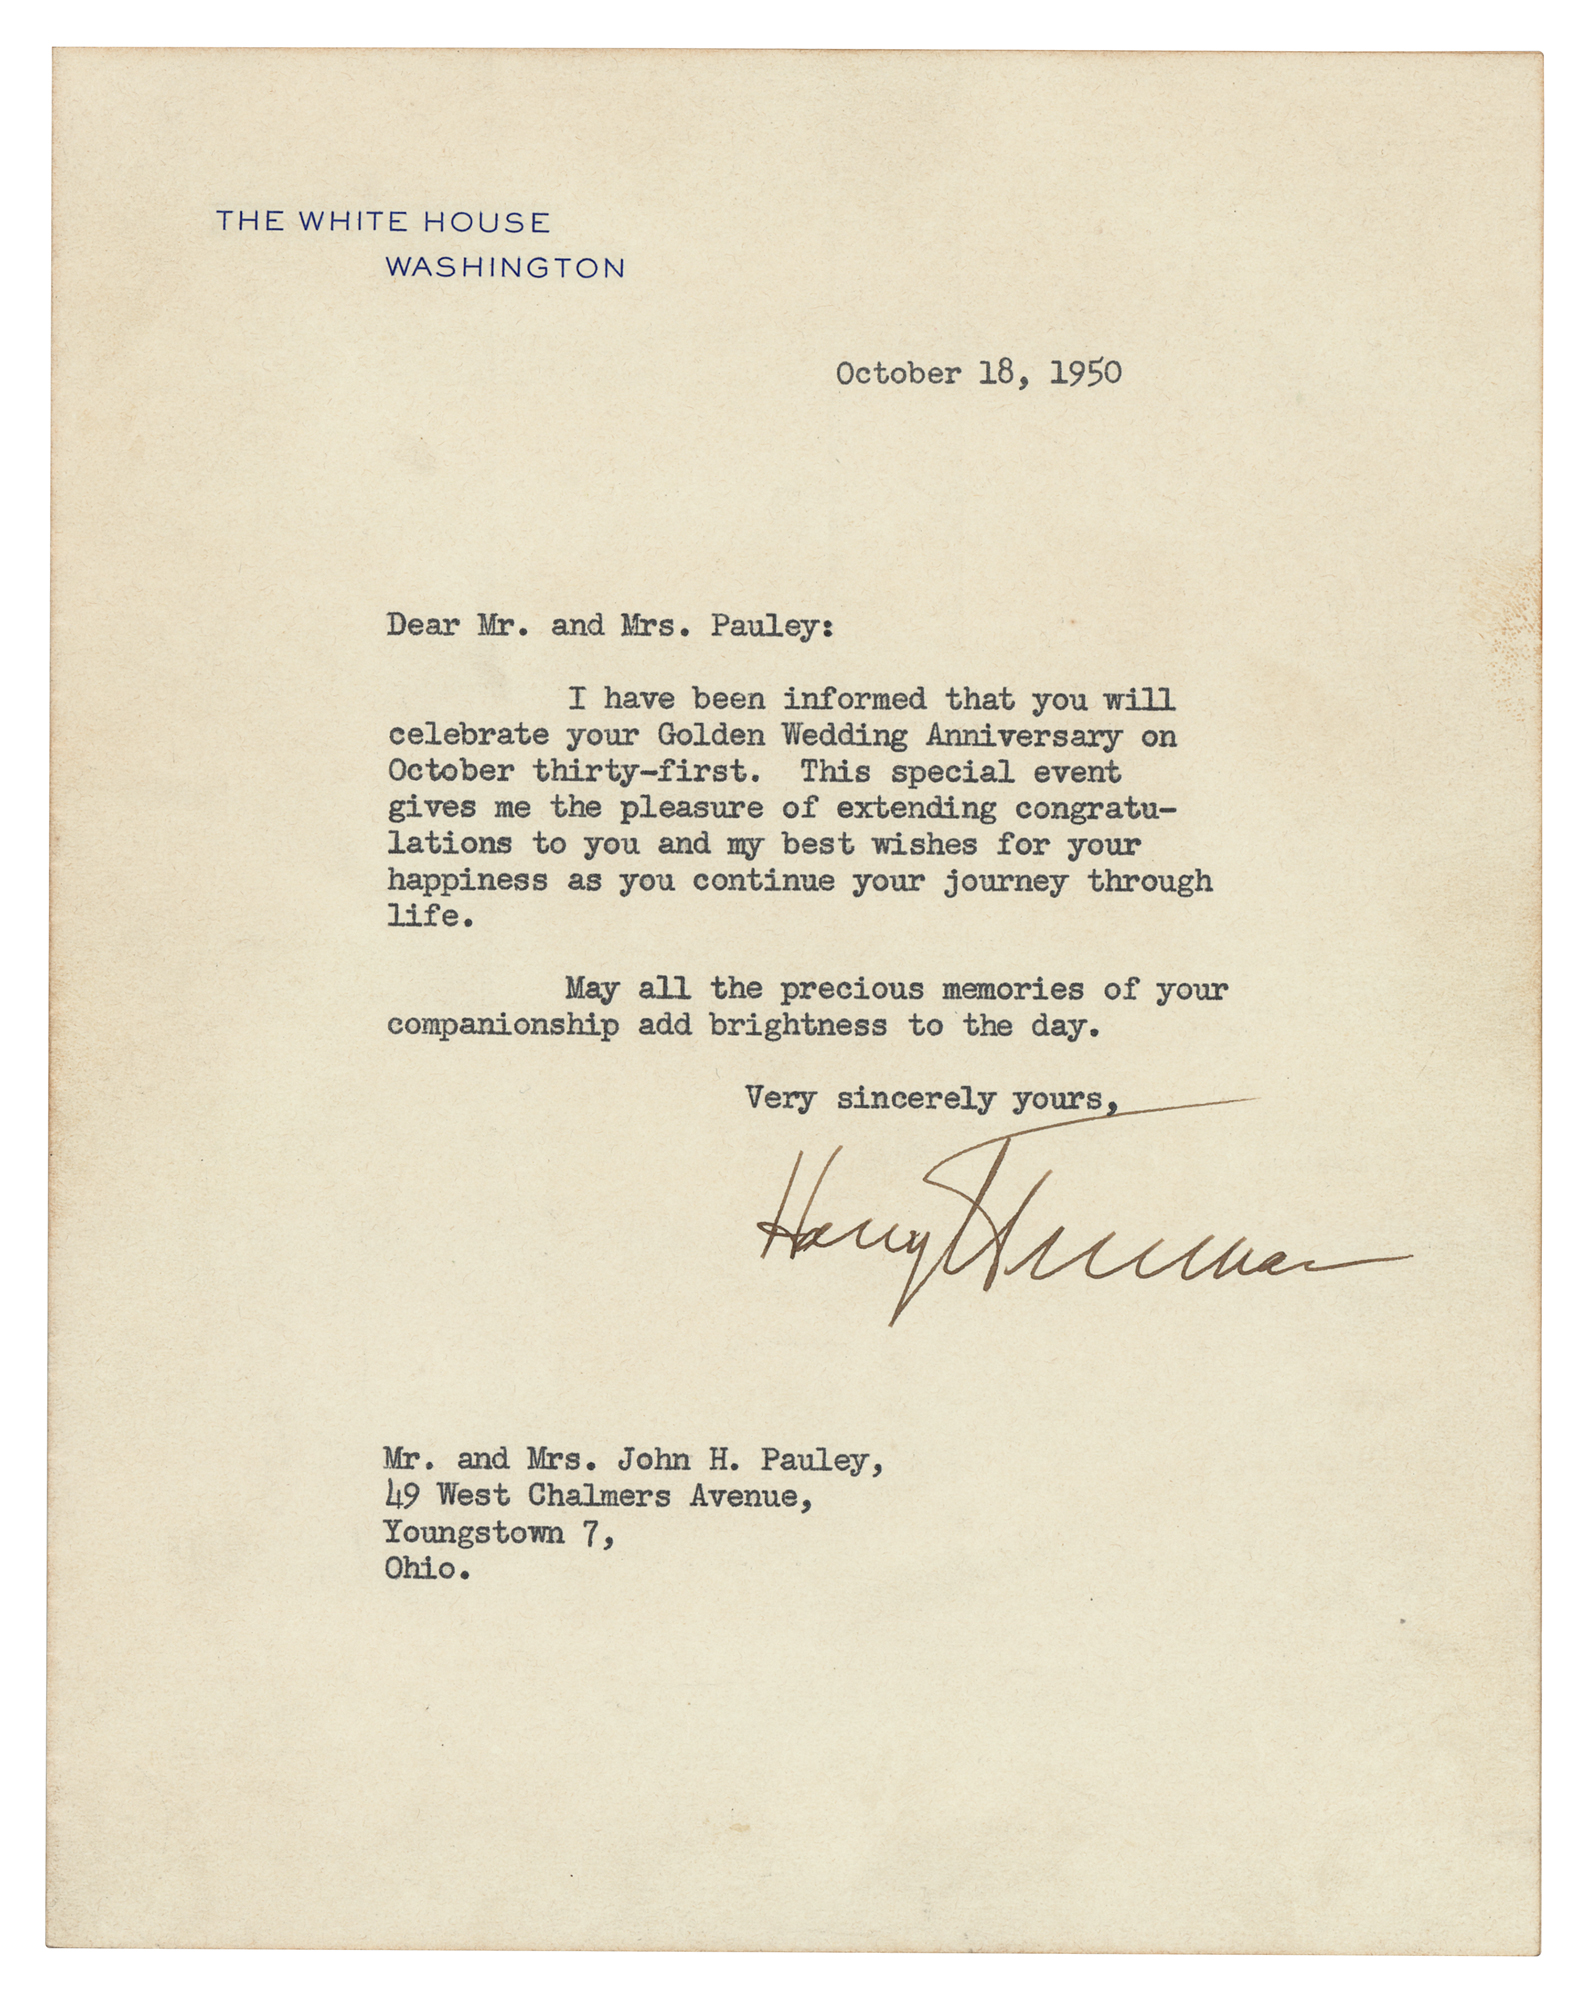 THE WHITE HOUSE
WASHINGTON
October 18, 1950
Dear Mr. and Mrs. Pauley:
I have been informed that you will
celebrate your Golden Wedding Anniversary on
October thirty-first.  This special event
gives me the pleasure of extending congratu-
lations to you and my best wishes for your
happiness as you continue your journey through
life.
May all the precious memories of your
companionship add brightness to the day.
Very sincerely yours,
Harry Truman
Mr. and Mrs. John H. Pauley,
49 West Chalmers Avenue,
Youngstown 7,
Ohio.